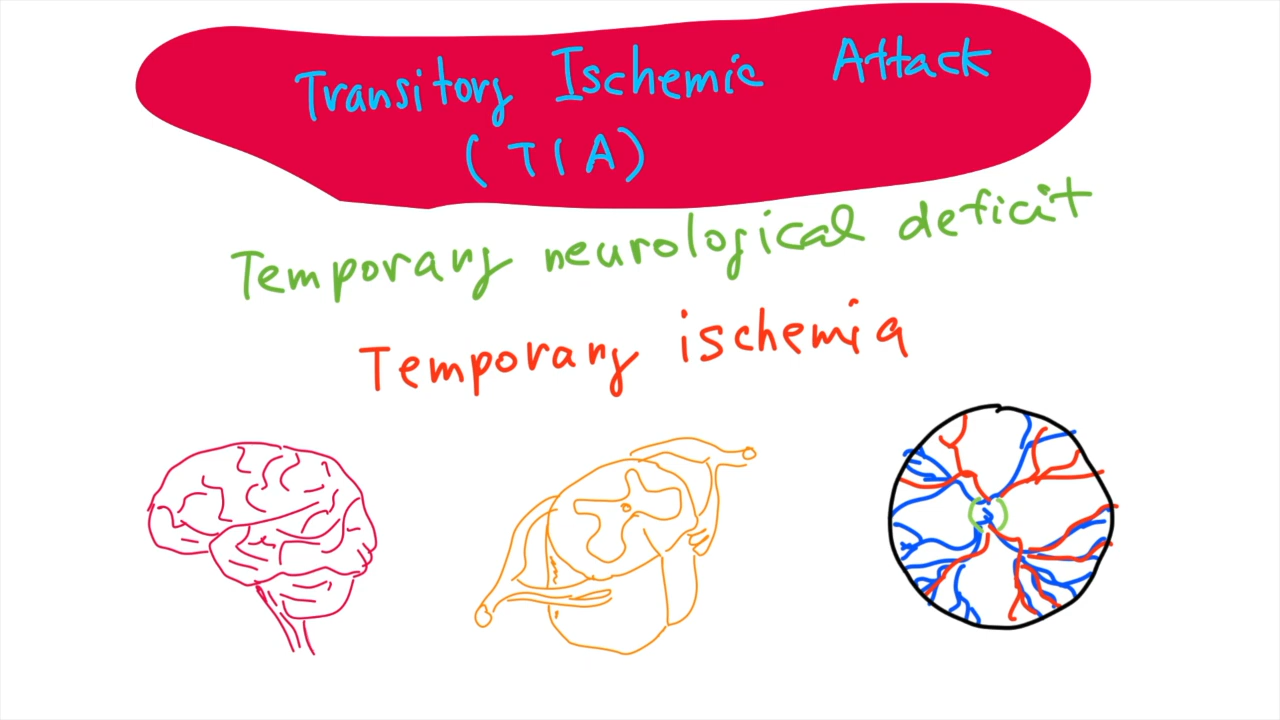 Transitory Ischemic Attack
(TIA)
Temporary neurological deficit
Temporary ischemia